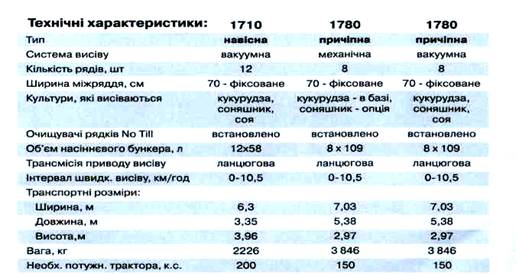 Технічні характеристики: 1710 1780 1780
Тип навісна причіпна причіпна
Система висіву вакуумна механічна вакуумна
Кількість рядів, шт 12 8 8
Ширина міжряддя, см 70 - фіксоване 70 - фіксоване 70 - фіксоване
Культури, які висіваються кукурудза, кукурудза - в базі, кукурудза,
соняшник, соняшник - опція соняшник,
соя соя
Очищувачі рядків No Till встановлено встановлено встановлено
Об'єм насіннєвого бункера, л 12х58 8 х 109 8 х 109
Трансмісія приводу висіву ланцюгова ланцюгова ланцюгова
Інтервал швидк. висіву, км/год 0-10,5 0-10,5 0-10,5
Транспортні розміри:
Ширина, м 6,3 7,03 7,03
Довжина, м 3,35 5,38 5,38
Висота,м 3,96 2,97 2,97
Вага, кг 2226 3 846 3 846
Необх. потужн. трактора, к.с. 200 150 150